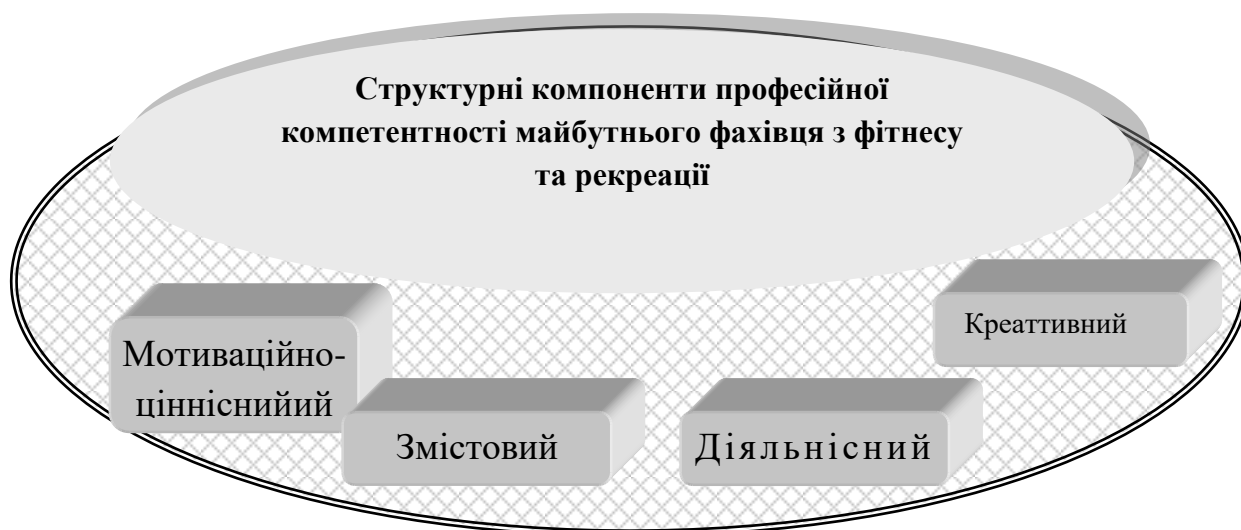 Структурні компоненти професійної
компетентності майбутнього фахівця з фітнесу
та рекреації
Мотиваційно-
ціннісниийий
Змістовий
Діяльнісний
Креаттивний